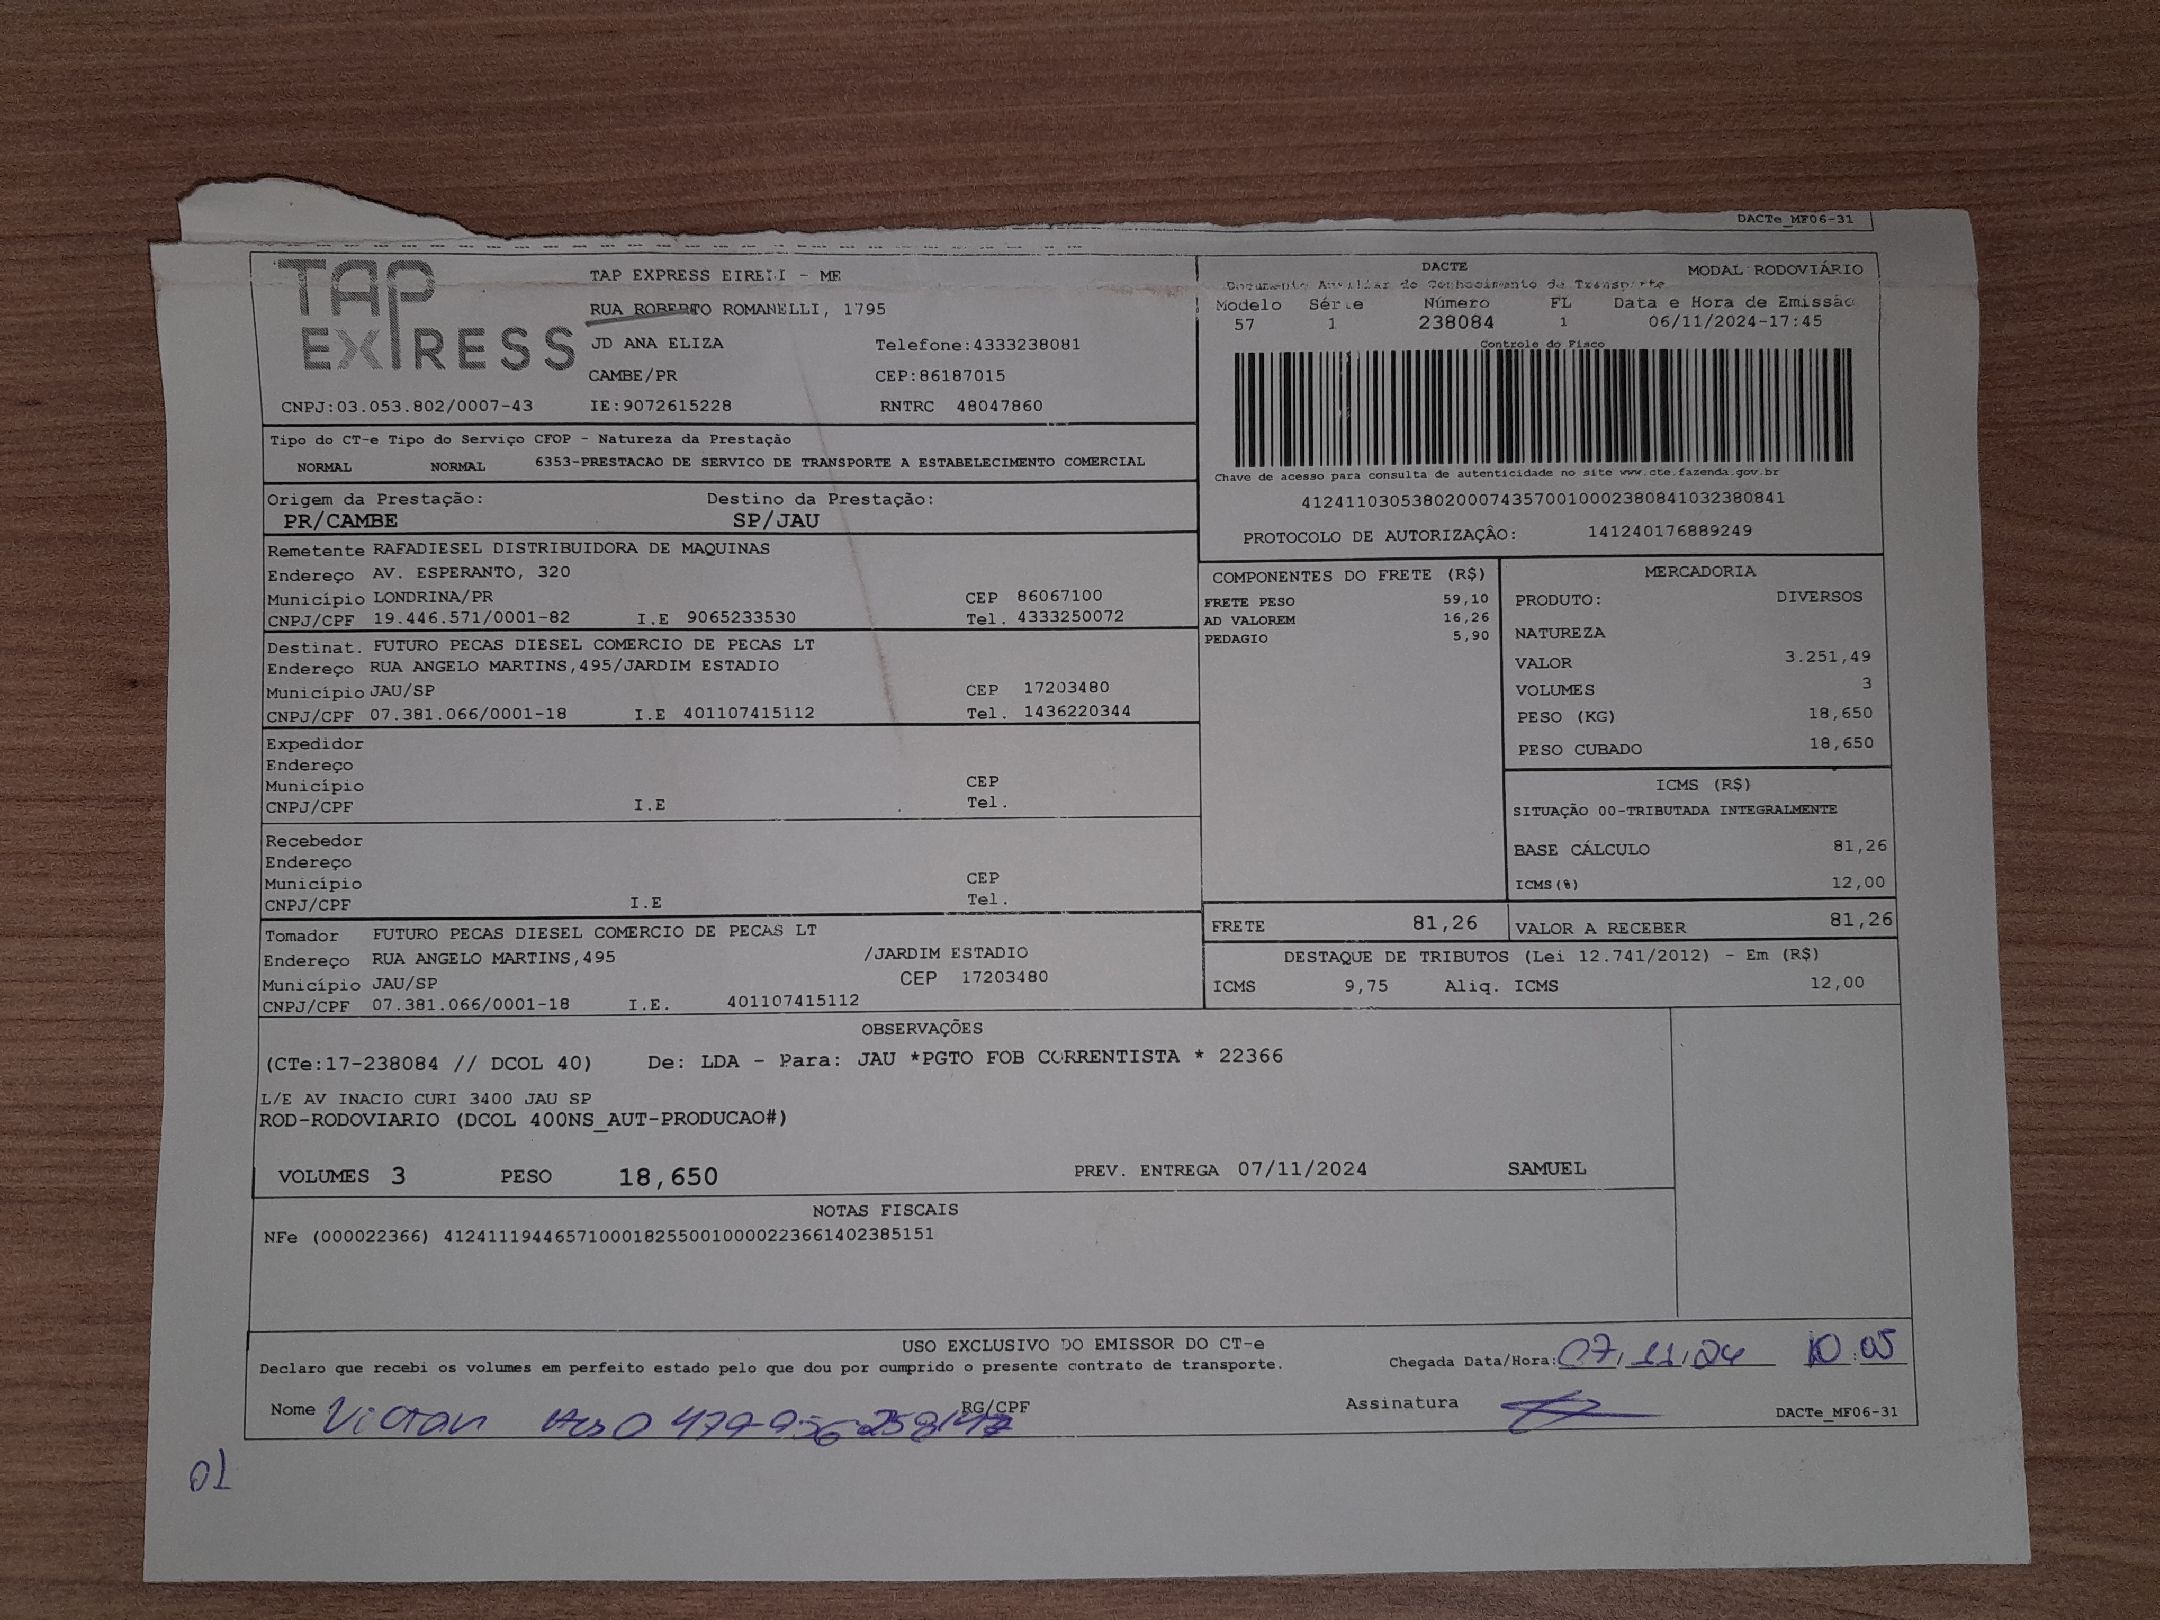 DACTe_MF06-31
TAP EXPRESS
TAP EXPRESS EIRELI - ME
RUA ROBERTO ROMANELLI, 1795
JD ANA ELIZA Telefone:4333238081
CAMBE/PR CEP:86187015
CNPJ:03.053.802/0007-43 IE:9072615228 RNTRC 48047860
DACTE MODAL RODOVIÁRIO
Documento Auxiliar do Conhecimento de Transporte
Modelo Série Número FL Data e Hora de Emissão
57 1 238084 1 06/11/2024-17:45
Controle do Fisco
Chave de acesso para consulta de autenticidade no site www.cte.fazenda.gov.br
41241103053802000743570010002380841032380841
PROTOCOLO DE AUTORIZAÇÂO: 141240176889249
Tipo do CT-e Tipo do Serviço CFOP - Natureza da Prestação
NORMAL NORMAL 6353-PRESTACAO DE SERVICO DE TRANSPORTE A ESTABELECIMENTO COMERCIAL
Origem da Prestação: Destino da Prestação:
PR/CAMBE SP/JAU
Remetente RAFADIESEL DISTRIBUIDORA DE MAQUINAS
Endereço AV. ESPERANTO, 320
Município LONDRINA/PR CEP 86067100
CNPJ/CPF 19.446.571/0001-82 I.E 9065233530 Tel. 4333250072
Destinat. FUTURO PECAS DIESEL COMERCIO DE PECAS LT
Endereço RUA ANGELO MARTINS,495/JARDIM ESTADIO
Município JAU/SP CEP 17203480
CNPJ/CPF 07.381.066/0001-18 I.E 401107415112 Tel. 1436220344
Expedidor
Endereço
Município CEP
CNPJ/CPF I.E Tel.
Recebedor
Endereço
Município CEP
CNPJ/CPF I.E Tel.
Tomador FUTURO PECAS DIESEL COMERCIO DE PECAS LT
Endereço RUA ANGELO MARTINS,495 /JARDIM ESTADIO
Município JAU/SP CEP 17203480
CNPJ/CPF 07.381.066/0001-18 I.E. 401107415112
COMPONENTES DO FRETE (R$)
FRETE PESO 59,10
AD VALOREM 16,26
PEDAGIO 5,90
MERCADORIA
PRODUTO: DIVERSOS
NATUREZA
VALOR 3.251,49
VOLUMES 3
PESO (KG) 18,650
PESO CUBADO 18,650
ICMS (R$)
SITUAÇÃO 00-TRIBUTADA INTEGRALMENTE
BASE CÁLCULO 81,26
ICMS(%) 12,00
FRETE 81,26 VALOR A RECEBER 81,26
DESTAQUE DE TRIBUTOS (Lei 12.741/2012) - Em (R$)
ICMS 9,75 Aliq. ICMS 12,00
OBSERVAÇÕES
(CTe:17-238084 // DCOL 40) De: LDA - Para: JAU *PGTO FOB CORRENTISTA * 22366
L/E AV INACIO CURI 3400 JAU SP
ROD-RODOVIARIO (DCOL 400NS_AUT-PRODUCAO#)
VOLUMES 3 PESO 18,650 PREV. ENTREGA 07/11/2024 SAMUEL
NOTAS FISCAIS
NFe (000022366) 41241119446571000182550010000223661402385151
USO EXCLUSIVO DO EMISSOR DO CT-e
Declaro que recebi os volumes em perfeito estado pelo que dou por cumprido o presente contrato de transporte.
Chegada Data/Hora: 07,11,24 10:05
Nome RG/CPF Assinatura
DACTe_MF06-31
01